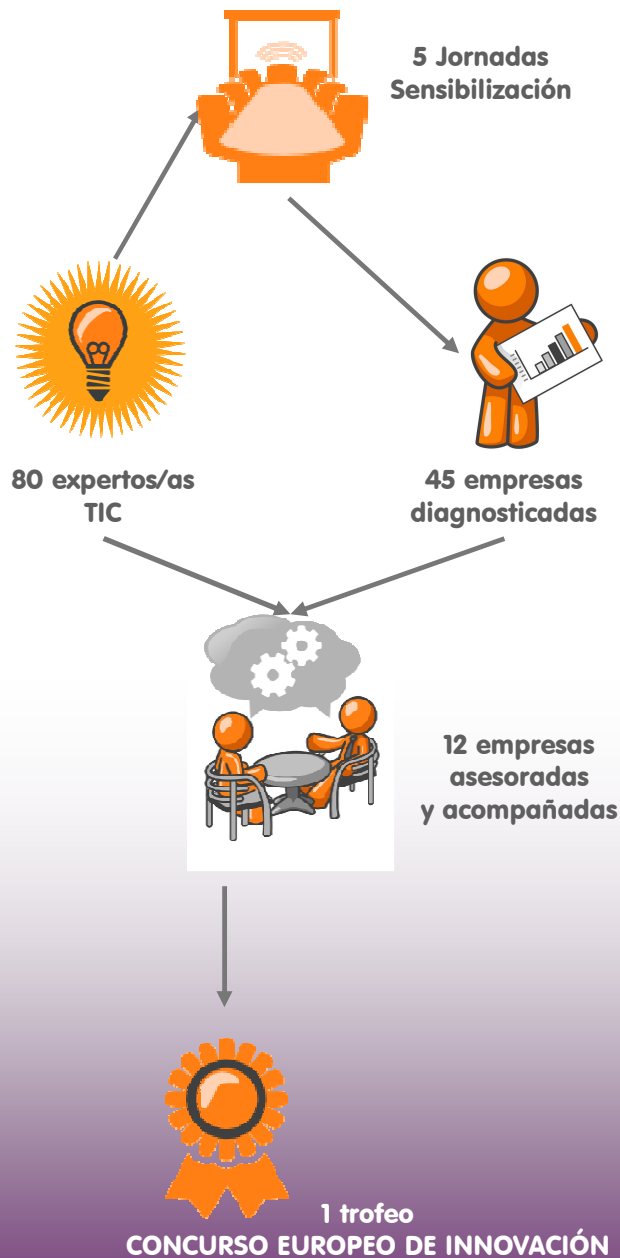 5 Jornadas
Sensibilización
80 expertos/as
TIC
45 empresas
diagnosticadas
12 empresas
asesoradas
y acompañadas
1 trofeo
CONCURSO EUROPEO DE INNOVACIÓN